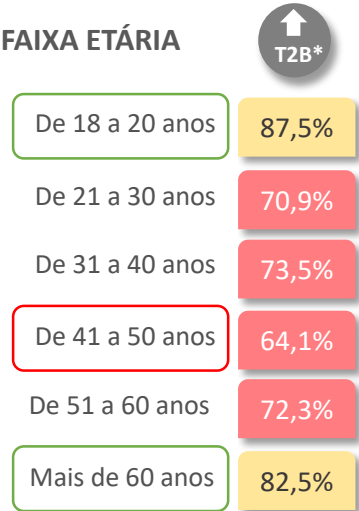 FAIXA ETÁRIA
T2B*
De 18 a 20 anos 87,5%
De 21 a 30 anos 70,9%
De 31 a 40 anos 73,5%
De 41 a 50 anos 64,1%
De 51 a 60 anos 72,3%
Mais de 60 anos 82,5%